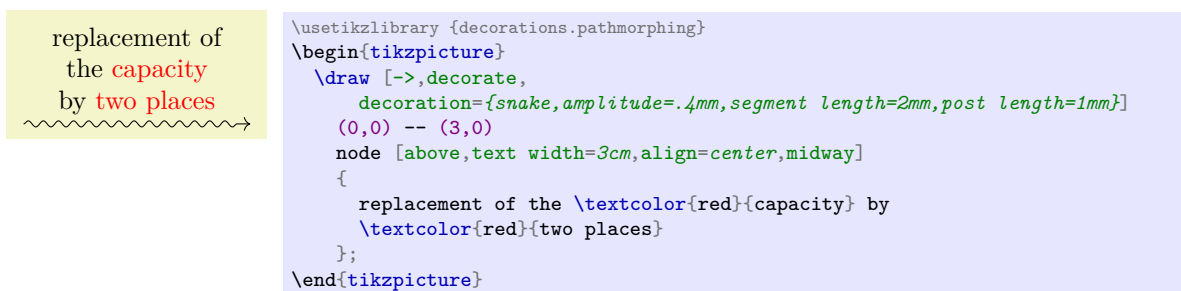 replacement of
the capacity
by two places
\usetikzlibrary {decorations.pathmorphing}
\begin{tikzpicture}
  \draw [->,decorate,
      decoration={snake,amplitude=.4mm,segment length=2mm,post length=1mm}]
    (0,0) -- (3,0)
    node [above,text width=3cm,align=center,midway]
    {
      replacement of the \textcolor{red}{capacity} by
      \textcolor{red}{two places}
    };
\end{tikzpicture}